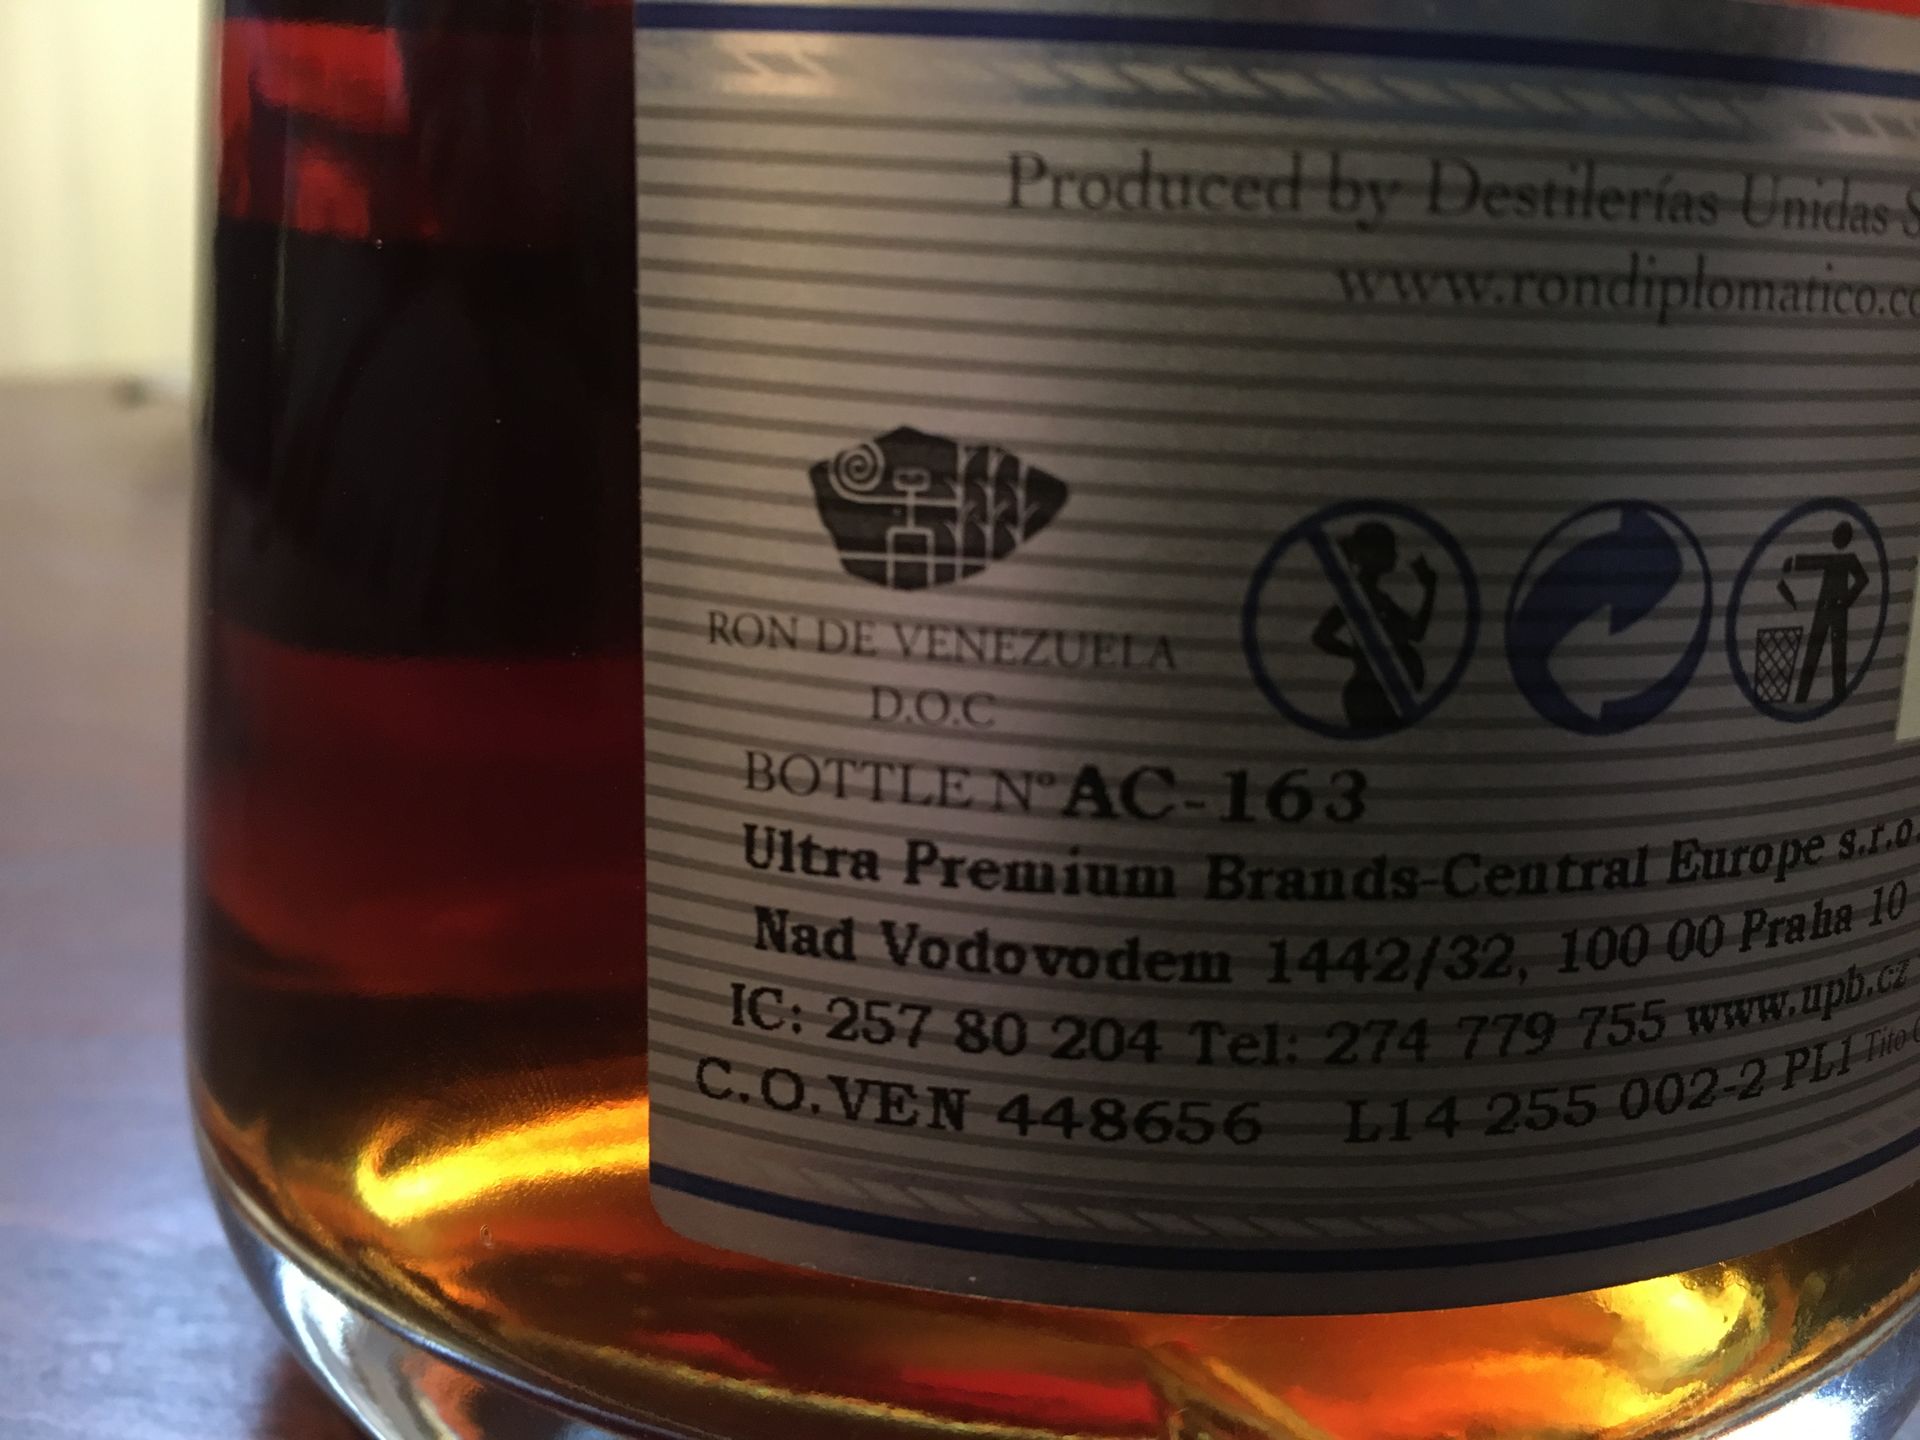 Produced by Destilerías Unidas S
www.rondiplomatico.co
RON DE VENEZUELA
D.O.C
BOTTLE Nº AC-163
Ultra Premium Brands-Central Europe s.r.o.
Nad Vodovodem 1442/32, 100 00 Praha 10
IC: 257 80 204 Tel: 274 779 755 www.upb.cz
C.O.VEN 448656 L14 255 002-2 PL1 Tito